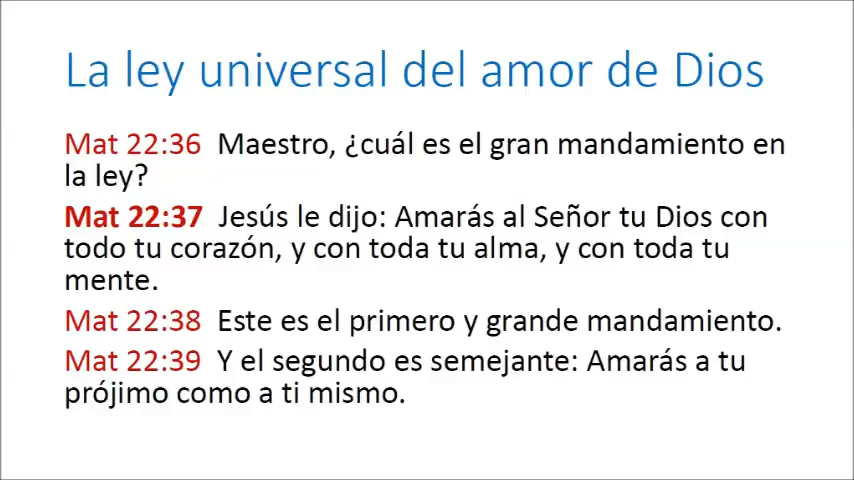 La ley universal del amor de Dios
Mat 22:36 Maestro, ¿cuál es el gran mandamiento en
la ley?
Mat 22:37 Jesús le dijo: Amarás al Señor tu Dios con
todo tu corazón, y con toda tu alma, y con toda tu
mente.
Mat 22:38 Este es el primero y grande mandamiento.
Mat 22:39 Y el segundo es semejante: Amarás a tu
prójimo como a ti mismo.